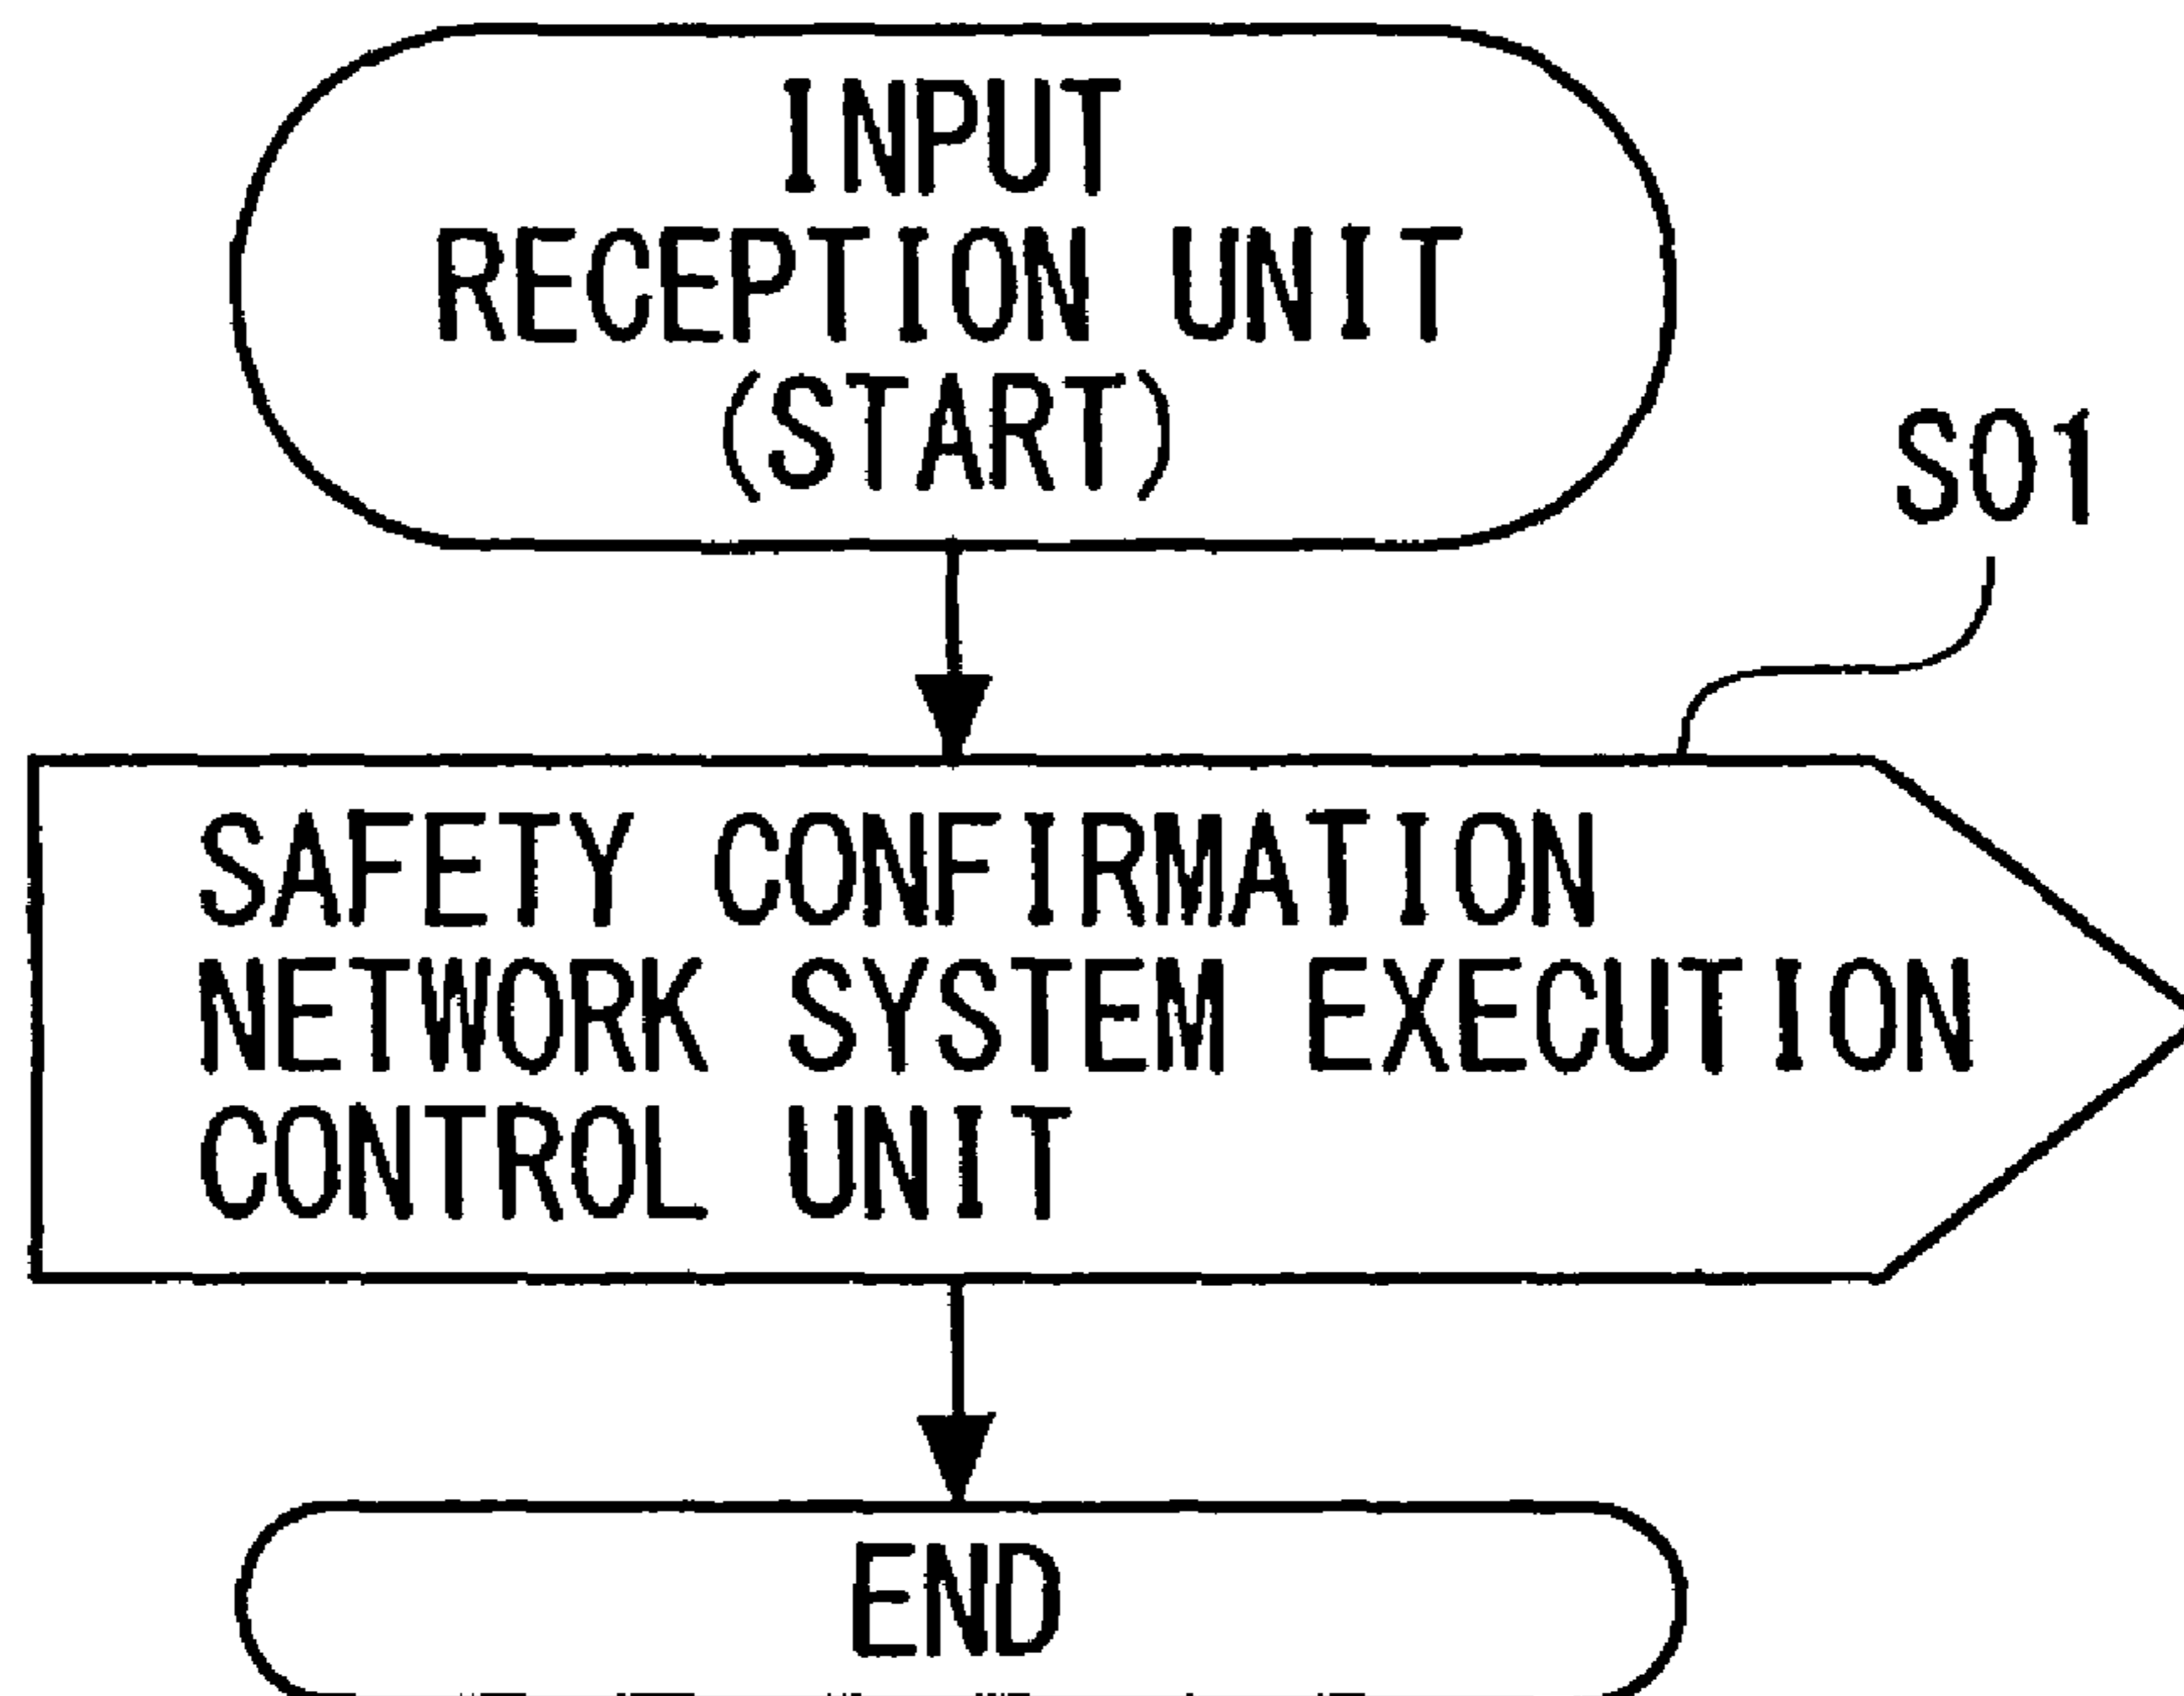 INPUT
RECEPTION UNIT
(START)
S01
SAFETY CONFIRMATION
NETWORK SYSTEM EXECUTION
CONTROL UNIT
END